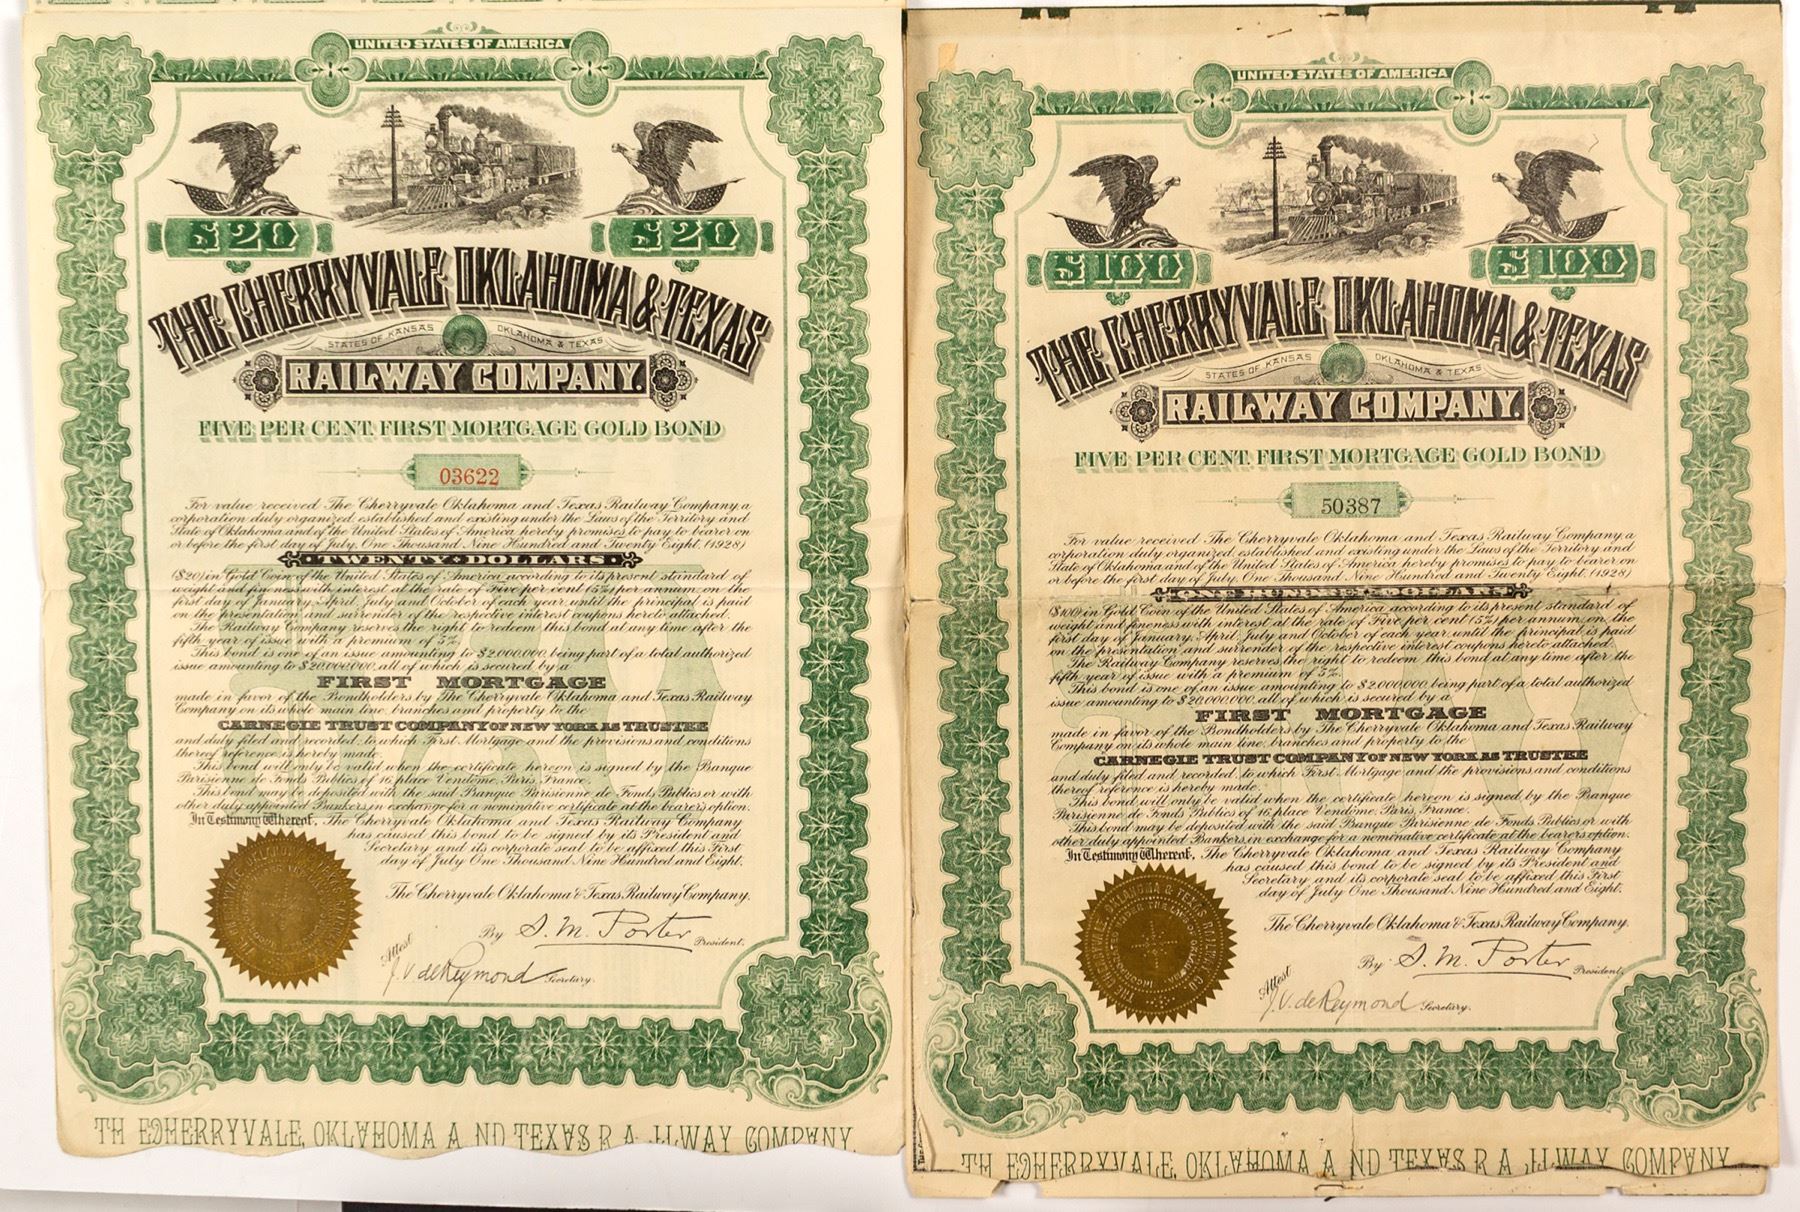 UNITED STATES OF AMERICA
$20 $20
THE CHERRYVALE OKLAHOMA & TEXAS
STATES OF KANSAS OKLAHOMA & TEXAS
RAILWAY COMPANY.
FIVE PER CENT. FIRST MORTGAGE GOLD BOND
03622
For value received The Cherryvale Oklahoma and Texas Railway Company a
corporation duly organized established and existing under the Laws of the Territory and
State of Oklahoma and of the United States of America hereby promises to pay to bearer on
or before the first day of July, One Thousand Nine Hundred and Twenty Eight, (1928)
TWENTY DOLLARS
($20) in Gold Coin of the United States of America according to its present standard of
weight and fineness with interest at the rate of Five per cent (5%) per annum on the
first day of January, April, July and October of each year until the principal is paid
on the presentation and surrender of the respective interest coupons hereto attached.
The Railway Company reserves the right to redeem this bond at any time after the
fifth year of issue with a premium of 5%.
This bond is one of an issue amounting to $2,000,000, being part of a total authorized
issue amounting to $20,000,000, all of which is secured by a
FIRST MORTGAGE
made in favor of the Bondholders by The Cherryvale Oklahoma and Texas Railway
Company on its whole main line, branches and property to the
CARNEGIE TRUST COMPANY OF NEW YORK AS TRUSTEE
and duly filed and recorded, to which First Mortgage and the provisions and conditions
thereof reference is hereby made.
This bond will only be valid when the certificate hereon is signed by the Banque
Parisienne de Fonds Publics of 16, place Vendôme, Paris, France.
This bond may be deposited with the said Banque Parisienne de Fonds Publics or with
other duly appointed Bankers, in exchange for a nominative certificate at the bearer's option.
In Testimony Whereof, The Cherryvale Oklahoma and Texas Railway Company
has caused this bond to be signed by its President and
Secretary and its corporate seal to be affixed this First
day of July One Thousand Nine Hundred and Eight.
The Cherryvale Oklahoma & Texas Railway Company.
By S. M. Porter President.
Attest
J. V. deReymond Secretary.
TH ECHERRYVALE, OKLAHOMA A ND TEXAS R A ILWAY COMPANY
UNITED STATES OF AMERICA
$100 $100
THE CHERRYVALE OKLAHOMA & TEXAS
STATES OF KANSAS OKLAHOMA & TEXAS
RAILWAY COMPANY.
FIVE PER CENT. FIRST MORTGAGE GOLD BOND
50387
For value received The Cherryvale Oklahoma and Texas Railway Company a
corporation duly organized established and existing under the Laws of the Territory and
State of Oklahoma and of the United States of America hereby promises to pay to bearer on
or before the first day of July, One Thousand Nine Hundred and Twenty Eight, (1928)
ONE HUNDRED DOLLARS
($100) in Gold Coin of the United States of America according to its present standard of
weight and fineness with interest at the rate of Five per cent (5%) per annum on the
first day of January, April, July and October of each year until the principal is paid
on the presentation and surrender of the respective interest coupons hereto attached.
The Railway Company reserves the right to redeem this bond at any time after the
fifth year of issue with a premium of 5%.
This bond is one of an issue amounting to $2,000,000, being part of a total authorized
issue amounting to $20,000,000, all of which is secured by a
FIRST MORTGAGE
made in favor of the Bondholders by The Cherryvale Oklahoma and Texas Railway
Company on its whole main line, branches and property to the
CARNEGIE TRUST COMPANY OF NEW YORK AS TRUSTEE
and duly filed and recorded, to which First Mortgage and the provisions and conditions
thereof reference is hereby made.
This bond will only be valid when the certificate hereon is signed by the Banque
Parisienne de Fonds Publics of 16, place Vendôme, Paris, France.
This bond may be deposited with the said Banque Parisienne de Fonds Publics or with
other duly appointed Bankers, in exchange for a nominative certificate at the bearer's option.
In Testimony Whereof, The Cherryvale Oklahoma and Texas Railway Company
has caused this bond to be signed by its President and
Secretary and its corporate seal to be affixed this First
day of July One Thousand Nine Hundred and Eight.
The Cherryvale Oklahoma & Texas Railway Company.
By S. M. Porter President.
Attest
J. V. deReymond Secretary.
TH ECHERRYVALE, OKLAHOMA A ND TEXAS R A ILWAY COMPANY